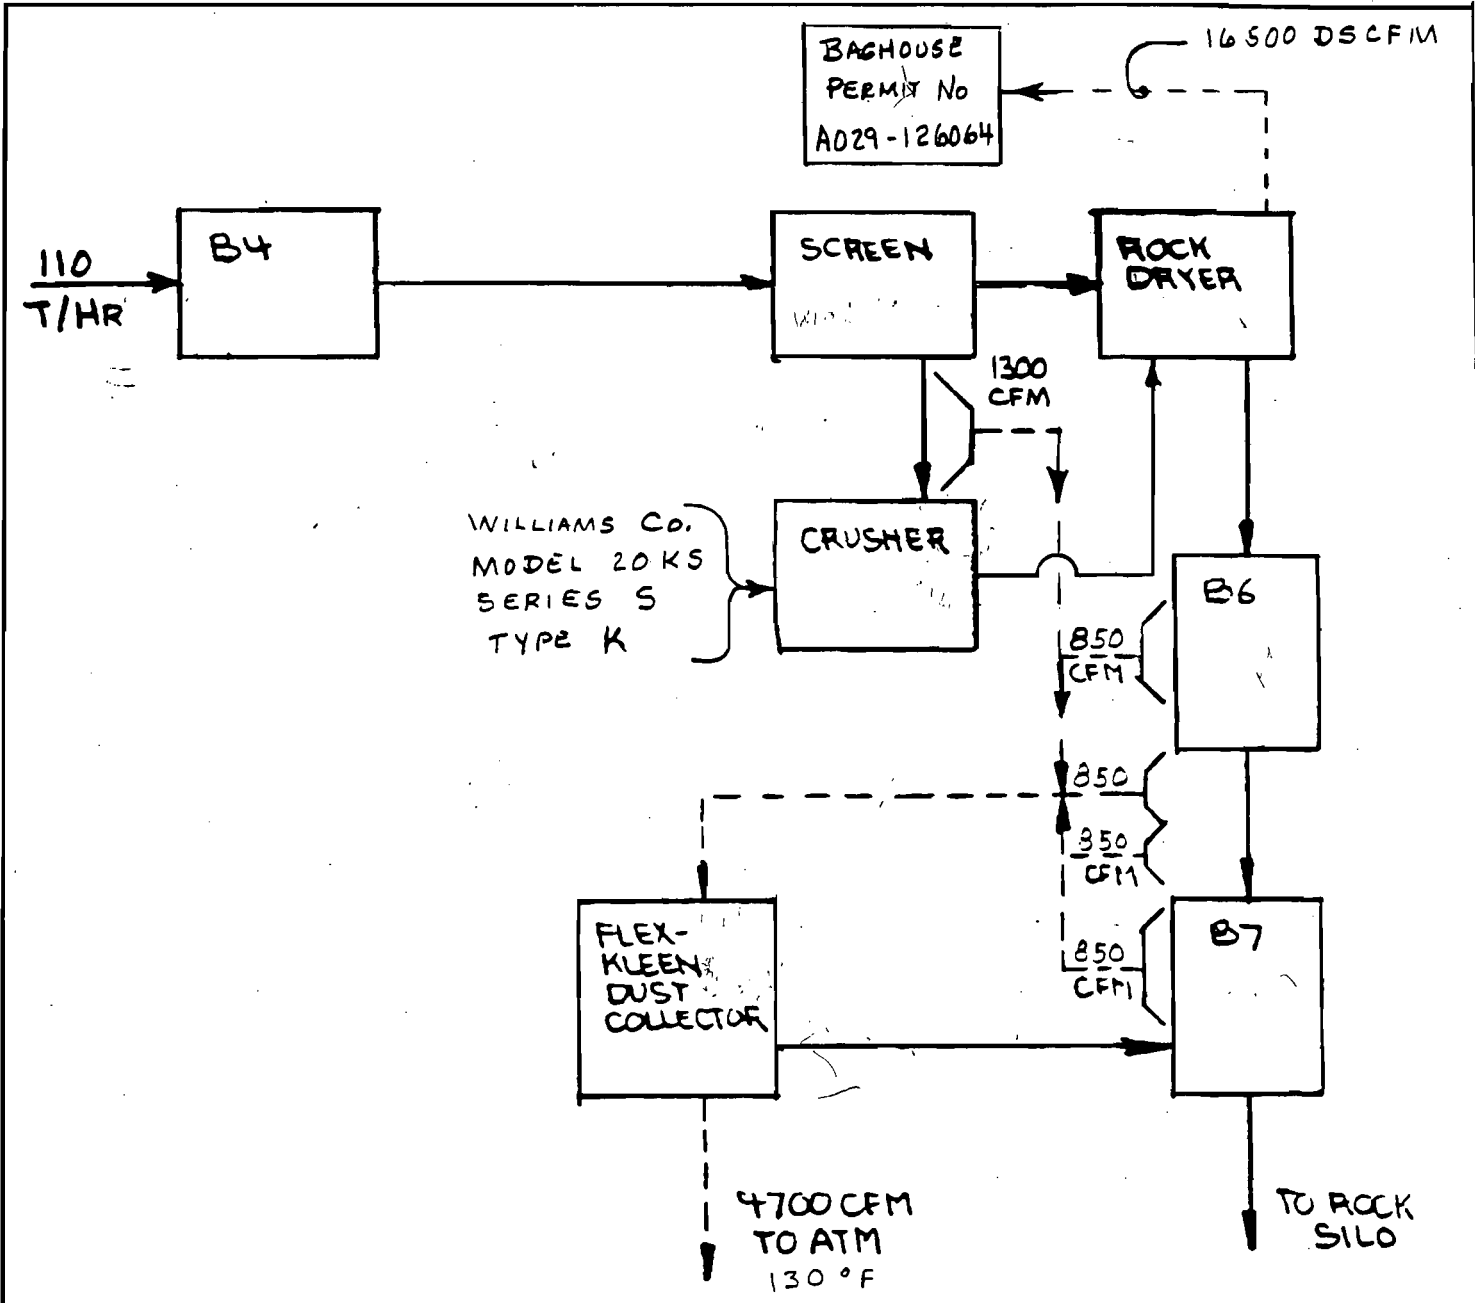 BAGHOUSE
PERMIT No
A029-126064
16500 DSCFM
110
T/HR
B4
SCREEN
ROCK
DRYER
1300
CFM
WILLIAMS Co.
MODEL 20KS
SERIES S
TYPE K
CRUSHER
B6
850
CFM
850
850
CFM
850
CFM
B7
FLEX-
KLEEN
DUST
COLLECTOR
4700 CFM
TO ATM
130 °F
TO ROCK
SILO